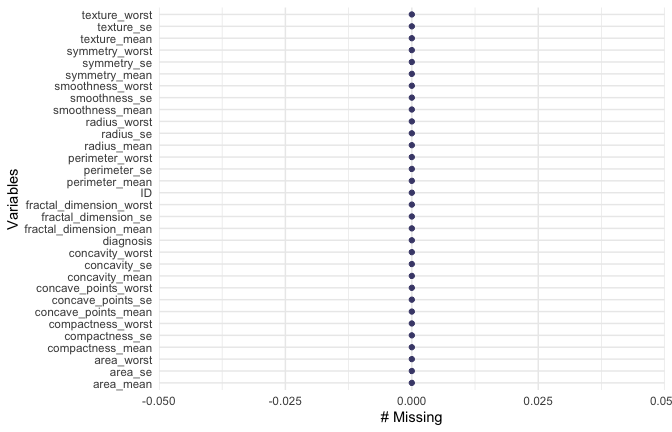 texture_worst
texture_se
texture_mean
symmetry_worst
symmetry_se
symmetry_mean
smoothness_worst
smoothness_se
smoothness_mean
radius_worst
radius_se
radius_mean
perimeter_worst
perimeter_se
perimeter_mean
ID
fractal_dimension_worst
fractal_dimension_se
fractal_dimension_mean
diagnosis
concavity_worst
concavity_se
concavity_mean
concave_points_worst
concave_points_se
concave_points_mean
compactness_worst
compactness_se
compactness_mean
area_worst
area_se
area_mean
Variables
-0.050 -0.025 0.000 0.025 0.05
# Missing